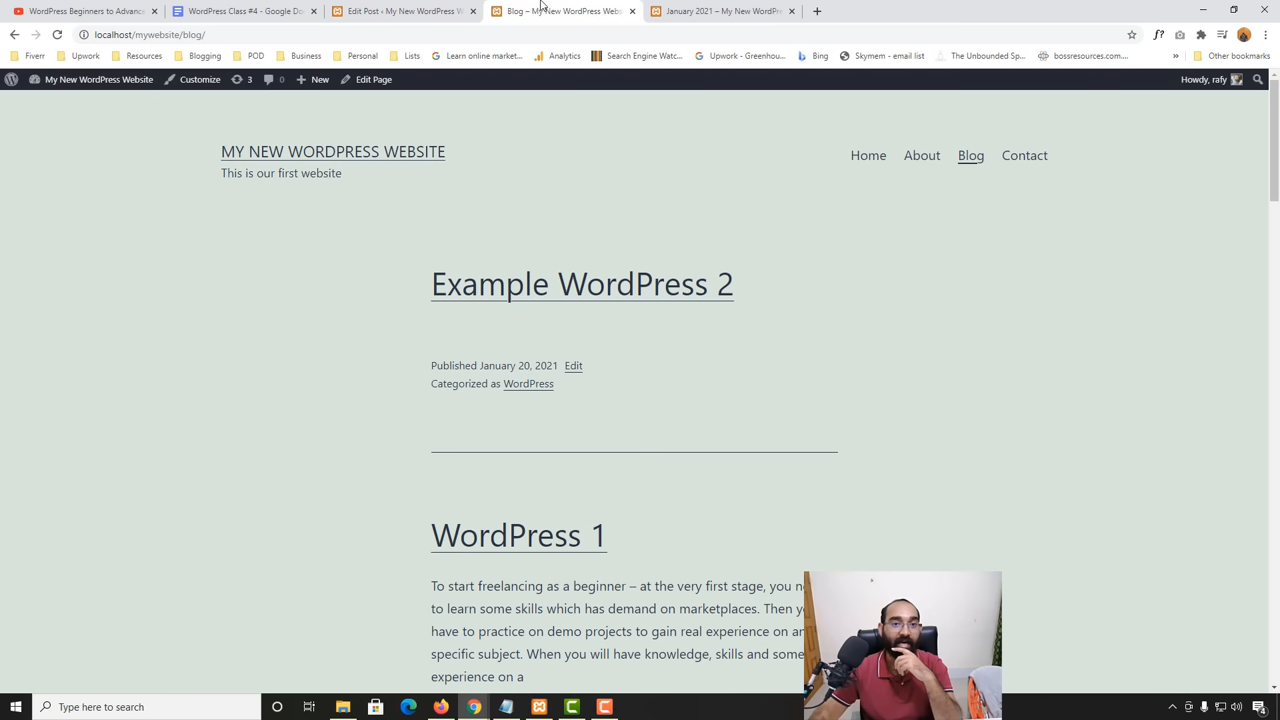 WordPress Beginners to Advance
WordPress Class #4 - Google Do
Edit Post ‹ My New WordPress W
Blog – My New WordPress Webs
January 2021 – My New WordPre
localhost/mywebsite/blog/
Fiverr
Upwork
Resources
Blogging
POD
Business
Personal
Lists
Learn online market...
Analytics
Search Engine Watc...
Upwork - Greenhou...
Bing
Skymem - email list
The Unbounded Sp...
bossresources.com...
Other bookmarks
My New WordPress Website
Customize
3
0
New
Edit Page
Howdy, rafy
MY NEW WORDPRESS WEBSITE
This is our first website
Home
About
Blog
Contact
Example WordPress 2
Published January 20, 2021 Edit
Categorized as WordPress
WordPress 1
To start freelancing as a beginner – at the very first stage, you
to learn some skills which has demand on marketplaces. Then
have to practice on demo projects to gain real experience on
specific subject. When you will have knowledge, skills and some
experience on a
Type here to search